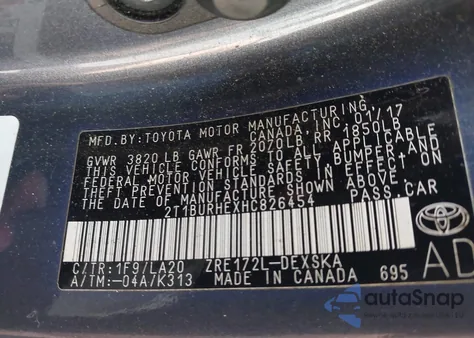 MFD.BY:TOYOTA MOTOR MANUFACTURING,
CANADA, INC. 01/17
GVWR 3820 LB GAWR FR 2020LB RR 1850LB
THIS VEHICLE CONFORMS TO ALL APPLICABLE
FEDERAL MOTOR VEHICLE SAFETY, BUMPER, AND
THEFT PREVENTION STANDARDS IN EFFECT ON
THE DATE OF MANUFACTURE SHOWN ABOVE.
2T1BURHEXHC826454 PASS CAR
C/TR:1F9/LA20 ZRE172L-DEXSKA
A/TM:-04A/K313 MADE IN CANADA 695
TOYOTA
AD
autoSnap